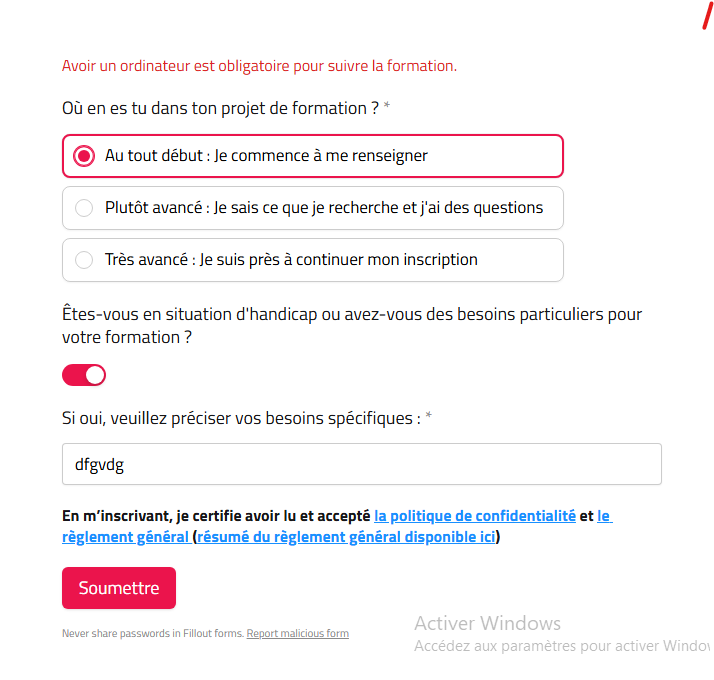 Avoir un ordinateur est obligatoire pour suivre la formation.
Où en es tu dans ton projet de formation ? *
Au tout début : Je commence à me renseigner
Plutôt avancé : Je sais ce que je recherche et j'ai des questions
Très avancé : Je suis près à continuer mon inscription
Êtes-vous en situation d'handicap ou avez-vous des besoins particuliers pour
votre formation ?
Si oui, veuillez préciser vos besoins spécifiques : *
dfgvdg
En m’inscrivant, je certifie avoir lu et accepté la politique de confidentialité et le
règlement général (résumé du règlement général disponible ici)
Soumettre
Never share passwords in Fillout forms. Report malicious form
Activer Windows
Accédez aux paramètres pour activer Window